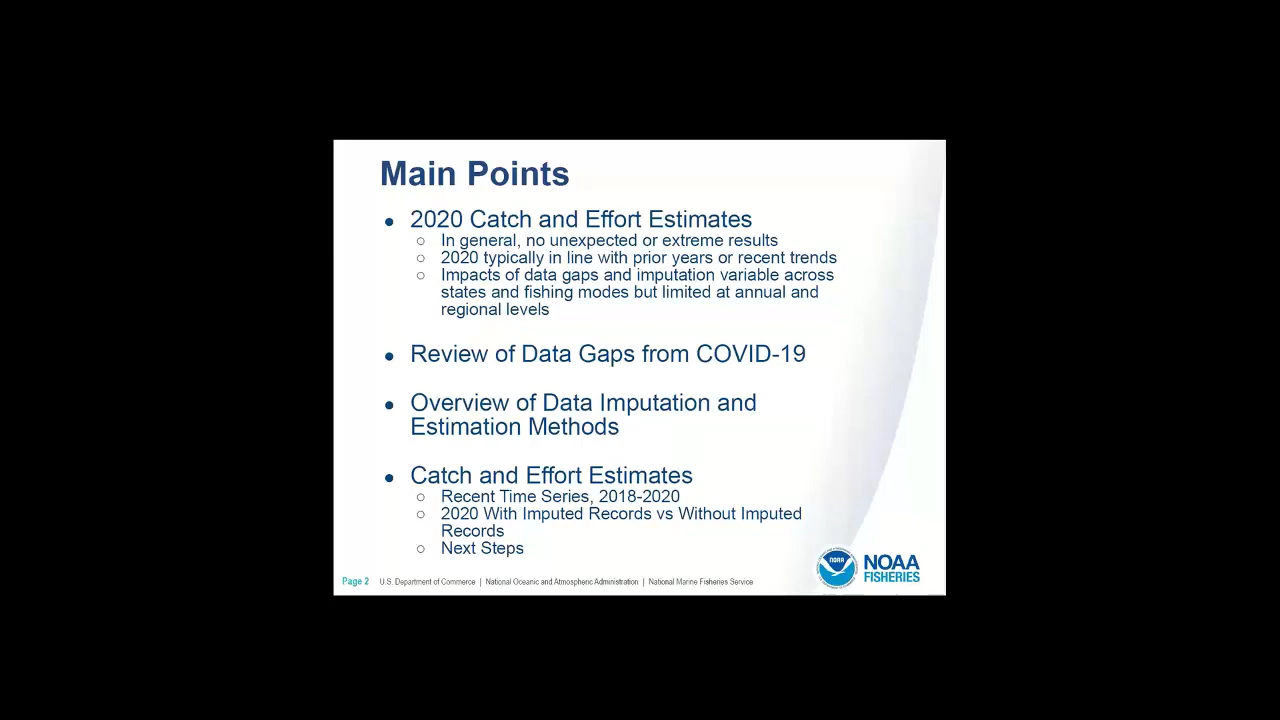 Main Points
● 2020 Catch and Effort Estimates
○ In general, no unexpected or extreme results
○ 2020 typically in line with prior years or recent trends
○ Impacts of data gaps and imputation variable across
states and fishing modes but limited at annual and
regional levels
● Review of Data Gaps from COVID-19
● Overview of Data Imputation and
Estimation Methods
● Catch and Effort Estimates
○ Recent Time Series, 2018-2020
○ 2020 With Imputed Records vs Without Imputed
Records
○ Next Steps
NOAA
NOAA
FISHERIES
Page 2 U.S. Department of Commerce | National Oceanic and Atmospheric Administration | National Marine Fisheries Service